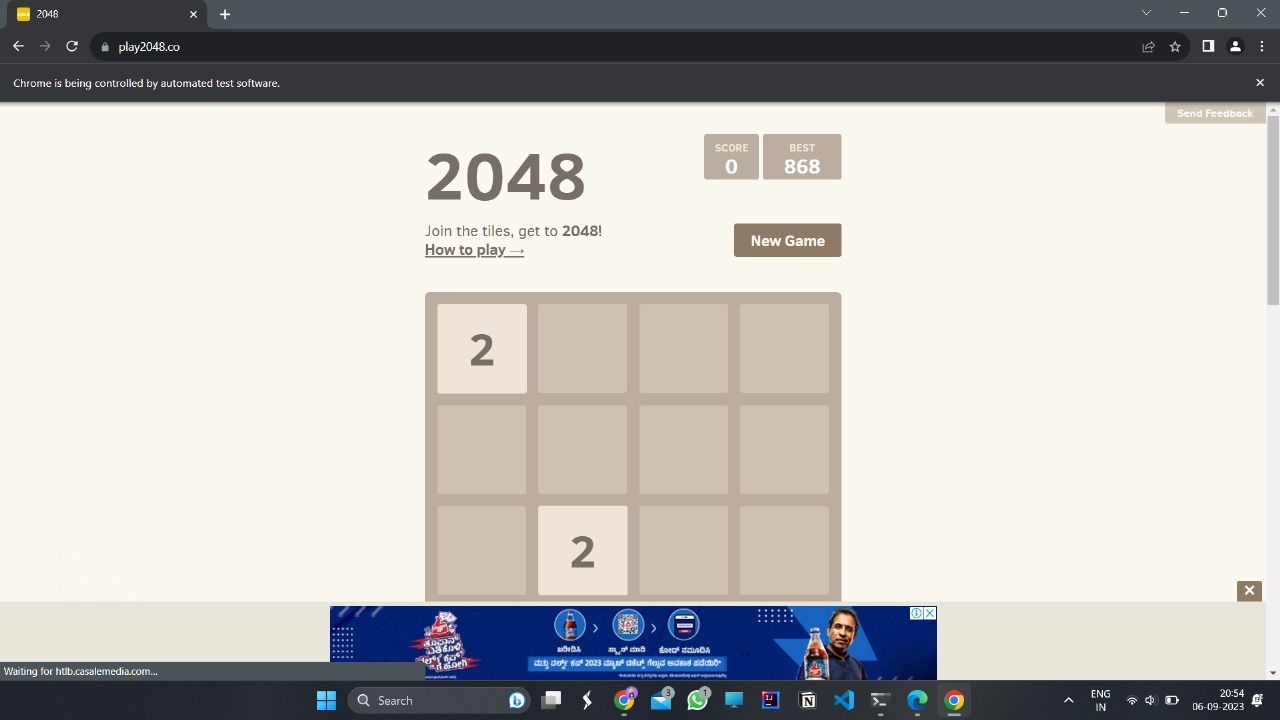 2048
play2048.co
Chrome is being controlled by automated test software.
Send Feedback
2048
SCORE
0
BEST
868
Join the tiles, get to 2048!
How to play →
New Game
2
2
ಖರೀದಿಸಿ
ಸ್ಕ್ಯಾನ್ ಮಾಡಿ
ಕೋಡ್ ನಮೂದಿಸಿ
ಮತ್ತು ವರ್ಲ್ಡ್ ಕಪ್ 2023 ಮ್ಯಾಚ್ ಟಿಕೆಟ್ಸ್ ಗೆಲ್ಲುವ ಅವಕಾಶ ಪಡೆಯಿರಿ*
Waiting for htlb.casalemedia.com...
Search
3
1
ENG
IN
20:54
06-09-2023